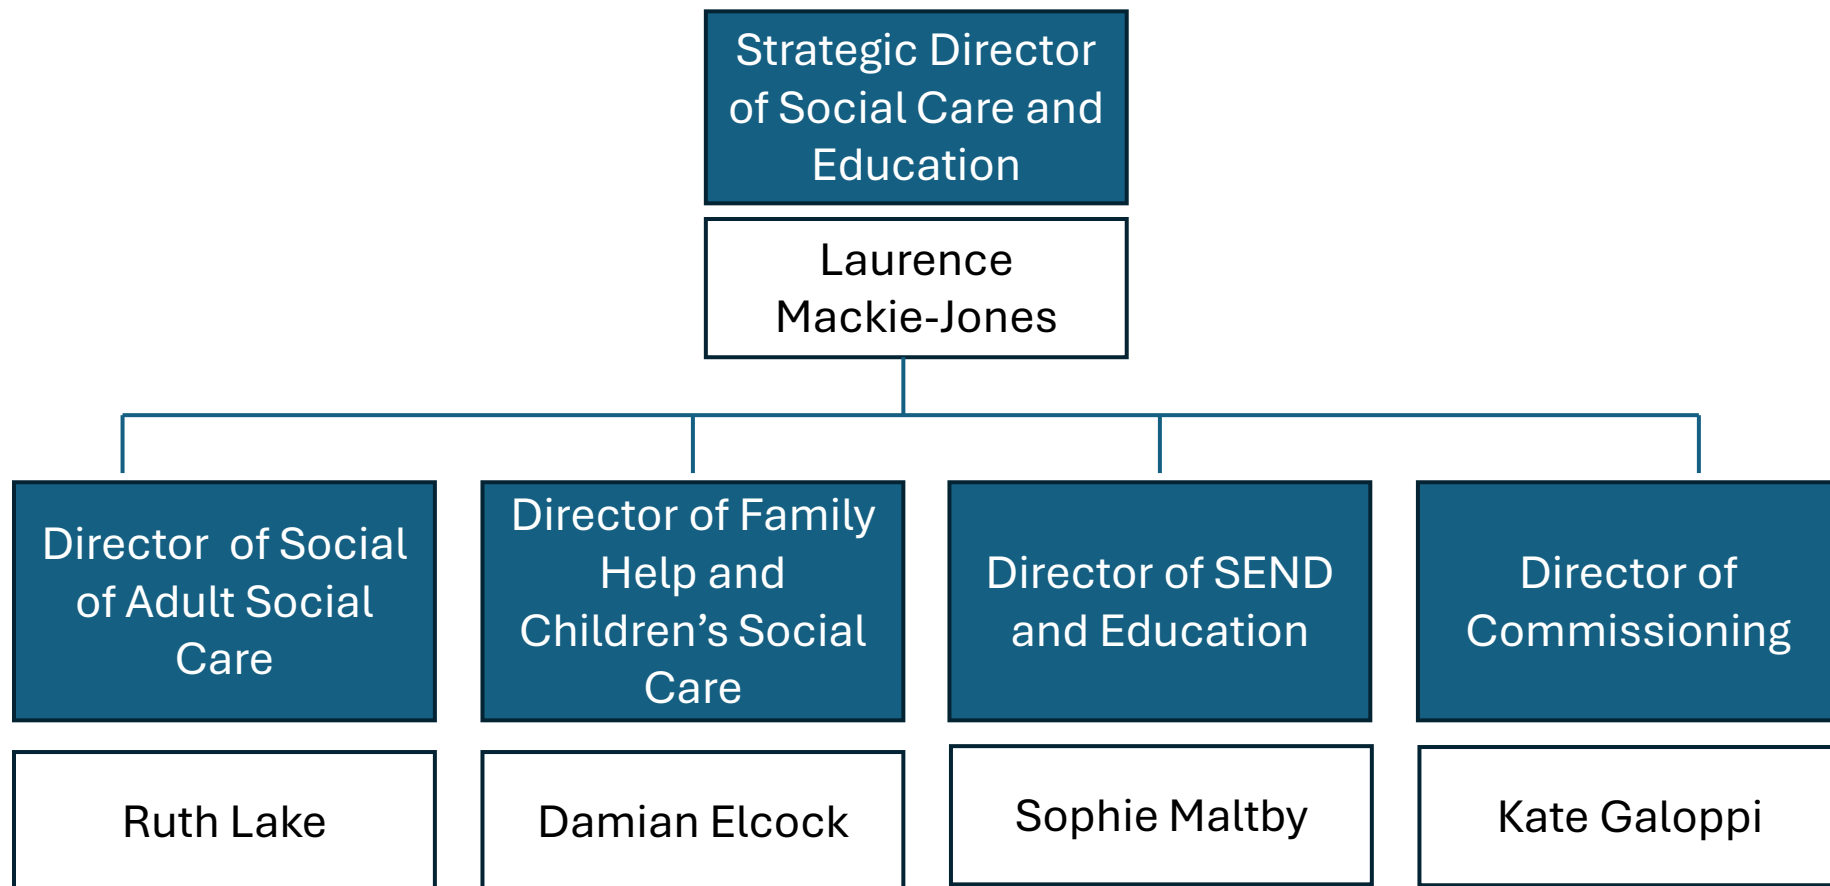 Strategic Director
of Social Care and
Education
Laurence
Mackie-Jones
Director  of Social
of Adult Social
Care
Ruth Lake
Director of Family
Help and
Children’s Social
Care
Damian Elcock
Director of SEND
and Education
Sophie Maltby
Director of
Commissioning
Kate Galoppi